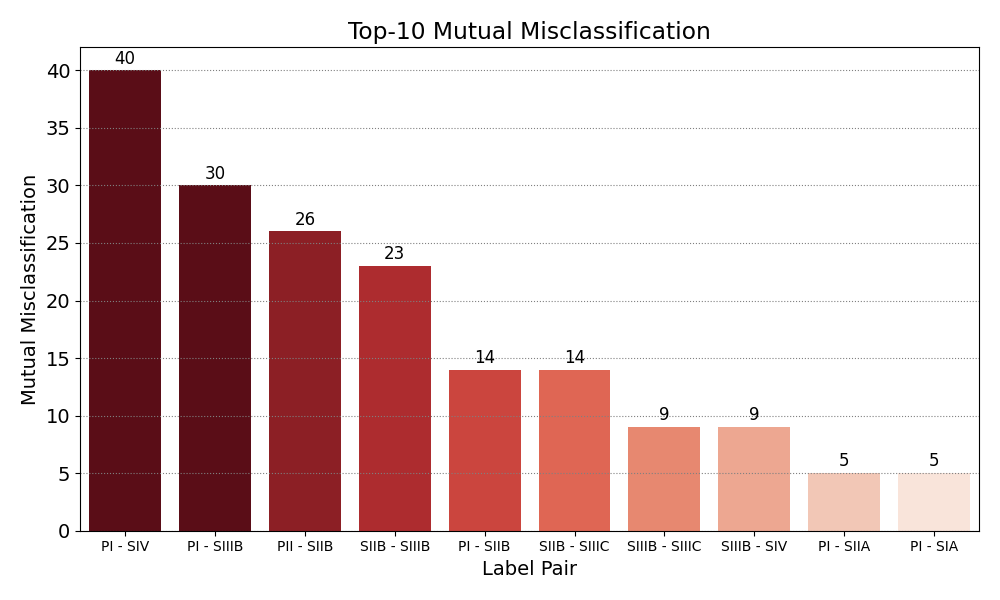 Top-10 Mutual Misclassification
Mutual Misclassification
40
35
30
25
20
15
10
5
0
40
30
26
23
14
14
9
9
5
5
PI - SIV
PI - SIIIB
PII - SIIB
SIIB - SIIIB
PI - SIIB
SIIB - SIIIC
SIIIB - SIIIC
SIIIB - SIV
PI - SIIA
PI - SIA
Label Pair